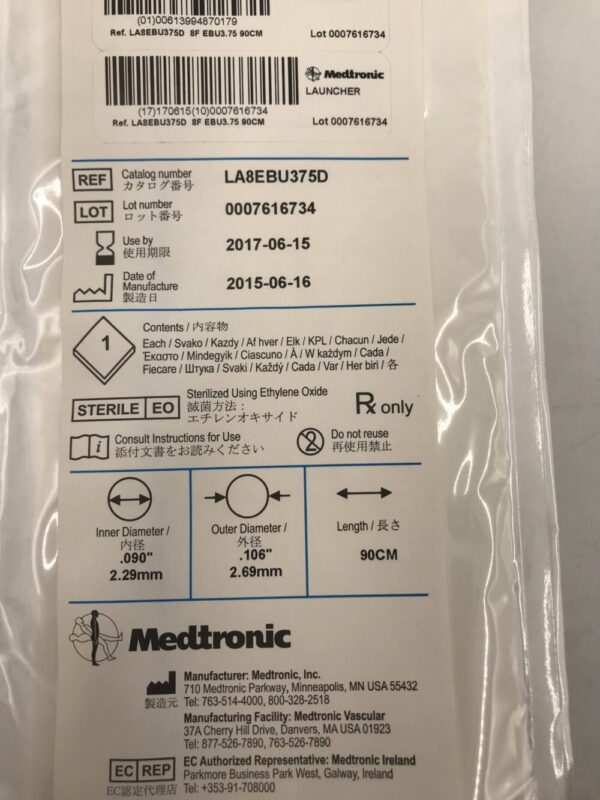 (01)00613994870179
Ref. LA8EBU375D 8F EBU3.75 90CM
Lot 0007616734
Medtronic
LAUNCHER
(17)170615(10)0007616734
Ref. LA8EBU375D 8F EBU3.75 90CM
Lot 0007616734
REF Catalog number LA8EBU375D
カタログ番号
LOT Lot number 0007616734
ロット番号
Use by 2017-06-15
使用期限
Date of
Manufacture 2015-06-16
製造日
1
Contents / 内容物
Each / Svako / Kazdy / Af hver / Elk / KPL / Chacun / Jede /
Έκαστο / Mindegyik / Ciascuno / À / W każdym / Cada /
Fiecare / Штука / Svaki / Každý / Cada / Var / Her biri / 各
STERILE EO Sterilized Using Ethylene Oxide
滅菌方法：
エチレンオキサイド
Rx only
i Consult Instructions for Use
添付文書をお読みください
2 Do not reuse
再使用禁止
Inner Diameter /
内径
.090"
2.29mm
Outer Diameter /
外径
.106"
2.69mm
Length / 長さ
90CM
Medtronic
Manufacturer: Medtronic, Inc.
710 Medtronic Parkway, Minneapolis, MN USA 55432
製造元 Tel: 763-514-4000, 800-328-2518
Manufacturing Facility: Medtronic Vascular
37A Cherry Hill Drive, Danvers, MA USA 01923
Tel: 877-526-7890, 763-526-7890
EC REP EC Authorized Representative: Medtronic Ireland
Parkmore Business Park West, Galway, Ireland
EC認定代理店 Tel: +353-91-708000